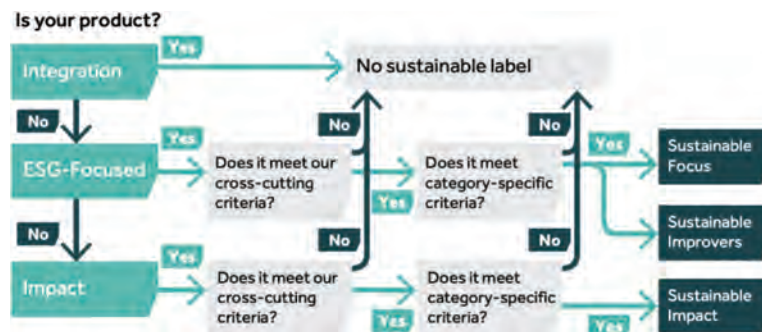 Is your product?
Integration
Yes
No sustainable label
No
ESG-Focused
Yes
Does it meet our
cross-cutting
criteria?
No
Yes
Does it meet
category-specific
criteria?
No
Yes
Sustainable
Focus
Sustainable
Improvers
No
Impact
Yes
Does it meet our
cross-cutting
criteria?
No
Yes
Does it meet
category-specific
criteria?
No
Yes
Sustainable
Impact